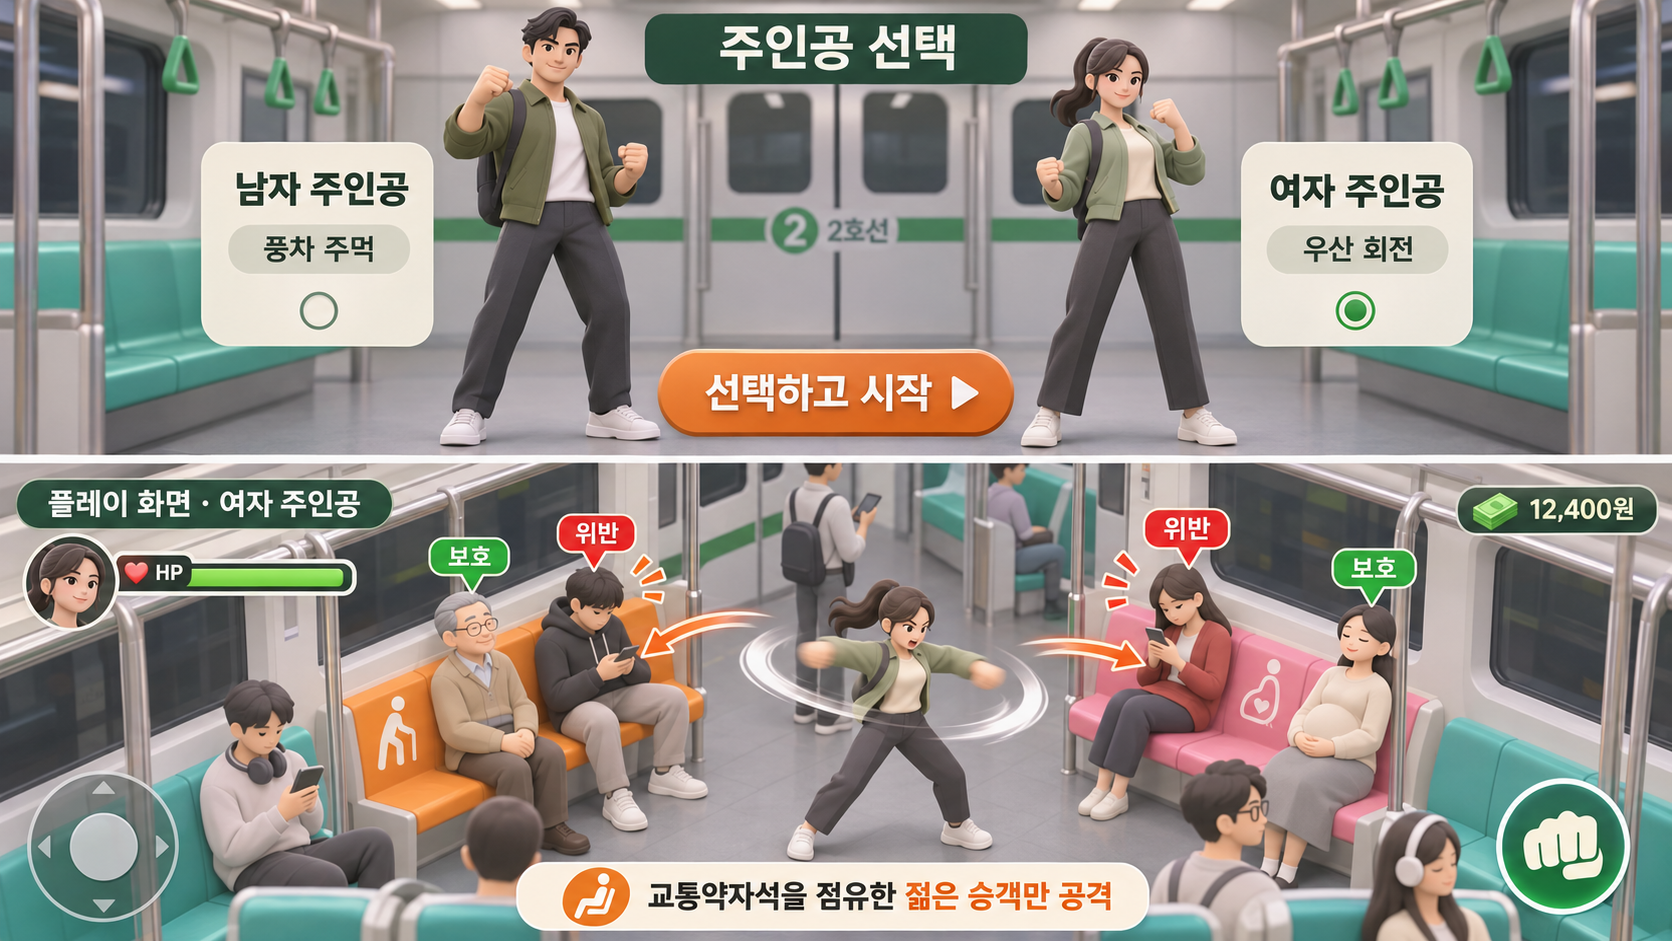 주인공 선택
남자 주인공
풍차 주먹
2 2호선
여자 주인공
우산 회전
선택하고 시작
플레이 화면 · 여자 주인공
HP
12,400원
보호
위반
위반
보호
교통약자석을 점유한 젊은 승객만 공격